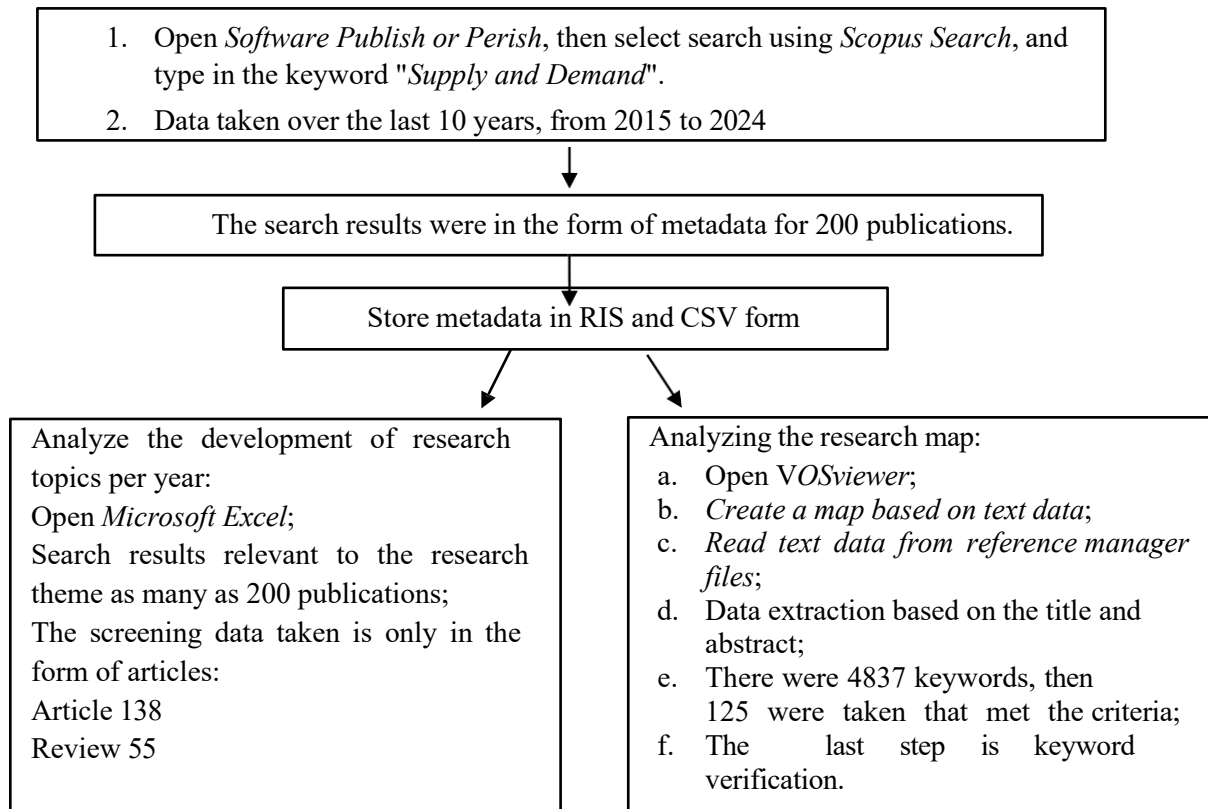 1. Open Software Publish or Perish, then select search using Scopus Search, and
type in the keyword "Supply and Demand".
2. Data taken over the last 10 years, from 2015 to 2024
The search results were in the form of metadata for 200 publications.
Store metadata in RIS and CSV form
Analyze the development of research
topics per year:
Open Microsoft Excel;
Search results relevant to the research
theme as many as 200 publications;
The screening data taken is only in the
form of articles:
Article 138
Review 55
Analyzing the research map:
a. Open VOSviewer;
b. Create a map based on text data;
c. Read text data from reference manager
files;
d. Data extraction based on the title and
abstract;
e. There were 4837 keywords, then
125 were taken that met the criteria;
f. The last step is keyword
verification.